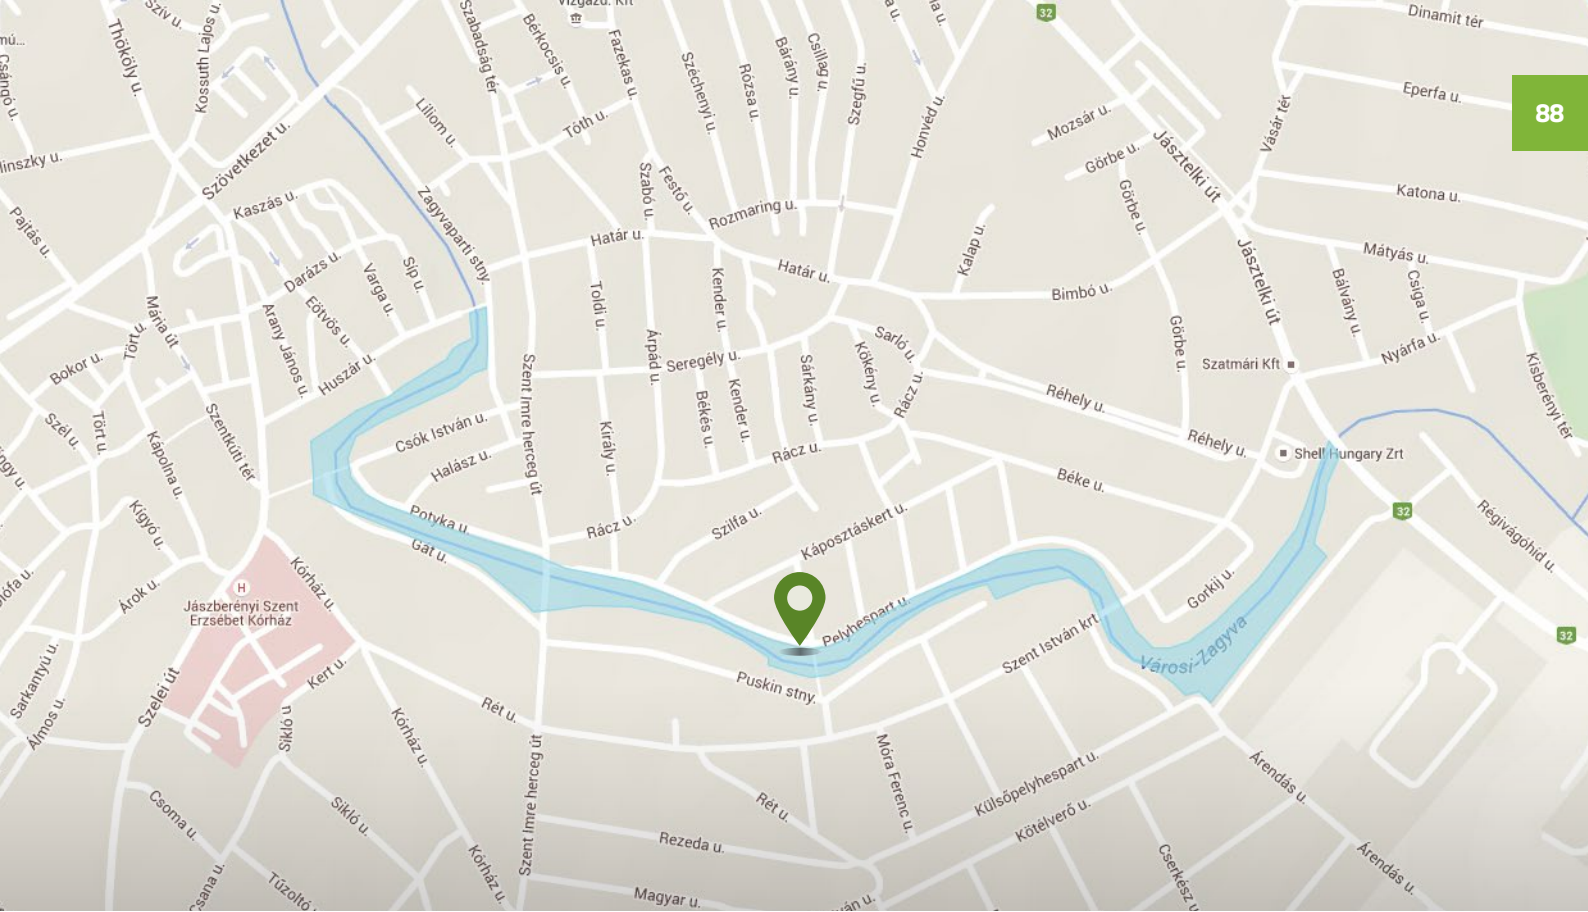 Szív u.
Thököly u.
Kossuth Lajos u.
Szabadság tér
Bérkocsis u.
Vízgazd. Kft
Fazekas u.
Széchenyi u.
Rózsa u.
Bárány u.
Csillag u.
Szegfű u.
Honvéd u.
32
Dinamit tér
Eperfa u.
88
Csángó u.
Liliom u.
Tóth u.
Mozsár u.
Görbe u.
Jásztelki út
Vásár tér
Szövetkezet u.
Kaszás u.
Zagyvaparti stny.
Szabó u.
Festő u.
Rozmaring u.
Görbe u.
Katona u.
Pajtás u.
Határ u.
Határ u.
Kalap u.
Bimbó u.
Jásztelki út
Mátyás u.
Darázs u.
Varga u.
Síp u.
Eötvös u.
Toldi u.
Kender u.
Bálvány u.
Csiga u.
Mária út
Tört u.
Arany János u.
Huszár u.
Árpád u.
Seregély u.
Sarló u.
Kökény u.
Görbe u.
Nyárfa u.
Szatmári Kft
Bokor u.
Szent Imre herceg út
Kender u.
Békés u.
Sárkány u.
Rácz u.
Réhely u.
Kisberényi tér
Szél u.
Tört u.
Kápolna u.
Szentkúti tér
Csók István u.
Halász u.
Király u.
Rácz u.
Réhely u.
Shell Hungary Zrt
Béke u.
Kígyó u.
Potyka u.
Gát u.
Rácz u.
Szilfa u.
Káposztáskert u.
32
Régivágóhíd u.
Árok u.
Kórház u.
H
Jászberényi Szent
Erzsébet Kórház
Pelyhespart u.
Gorkij u.
32
Szent István krt.
Városi-Zagyva
Sarkantyú u.
Álmos u.
Szelei út
Kert u.
Sikló u
Puskin stny.
Rét u.
Kórház u.
Szent Imre herceg út
Móra Ferenc u.
Külsőpelyhespart u.
Árendás u.
Csoma u.
Sikló u.
Rét u.
Kötélverő u.
Rezeda u.
Kórház u.
Cserkész u
Árendás u.
Csana u.
Tűzoltó
Magyar u.